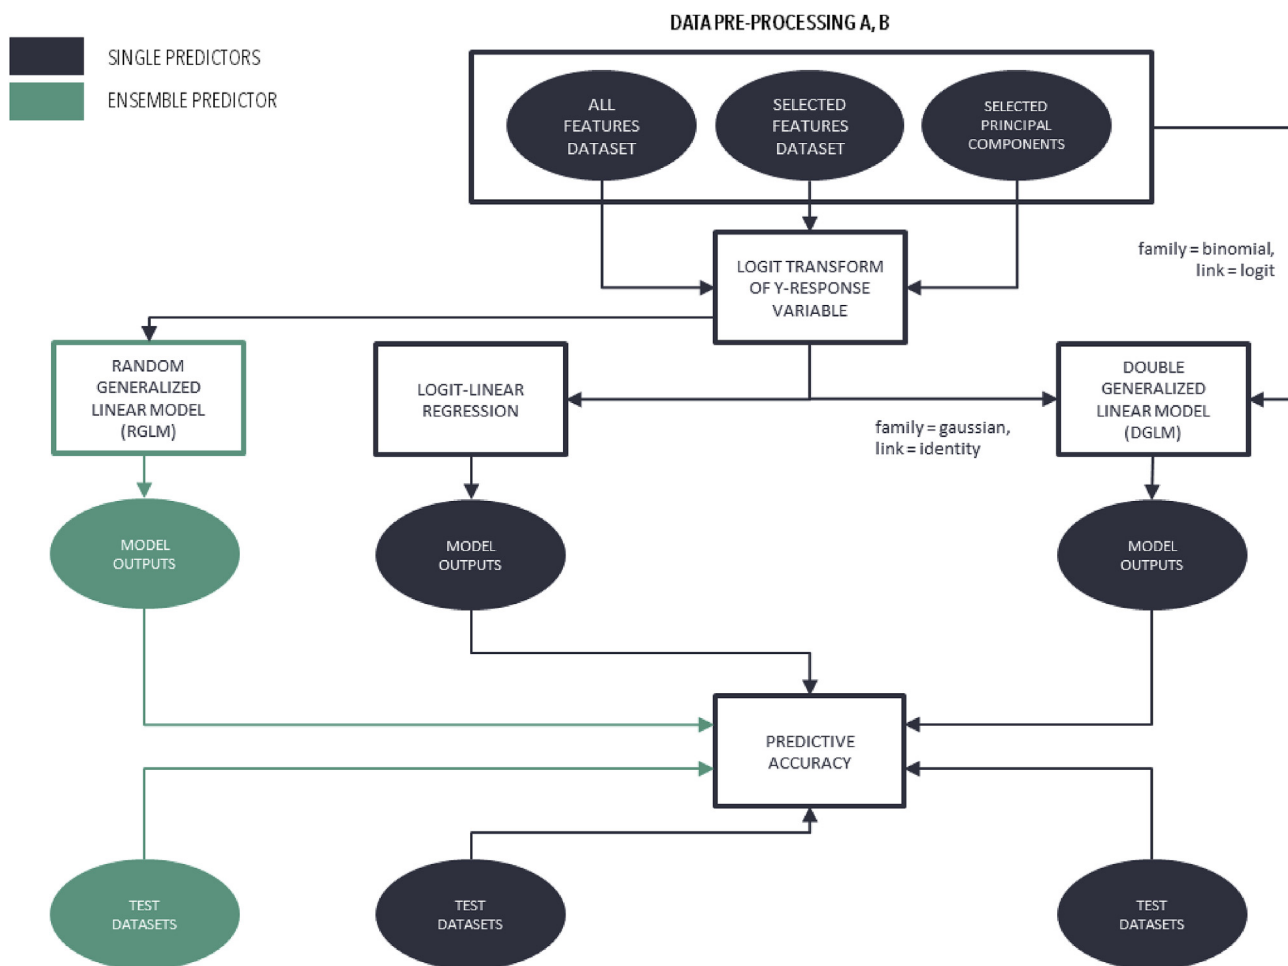 DATA PRE-PROCESSING A, B
SINGLE PREDICTORS
ENSEMBLE PREDICTOR
ALL
FEATURES
DATASET
SELECTED
FEATURES
DATASET
SELECTED
PRINCIPAL
COMPONENTS
LOGIT TRANSFORM
OF Y-RESPONSE
VARIABLE
family = binomial,
link = logit
RANDOM
GENERALIZED
LINEAR MODEL
(RGLM)
LOGIT-LINEAR
REGRESSION
family = gaussian,
link = identity
DOUBLE
GENERALIZED
LINEAR MODEL
(DGLM)
MODEL
OUTPUTS
MODEL
OUTPUTS
MODEL
OUTPUTS
PREDICTIVE
ACCURACY
TEST
DATASETS
TEST
DATASETS
TEST
DATASETS